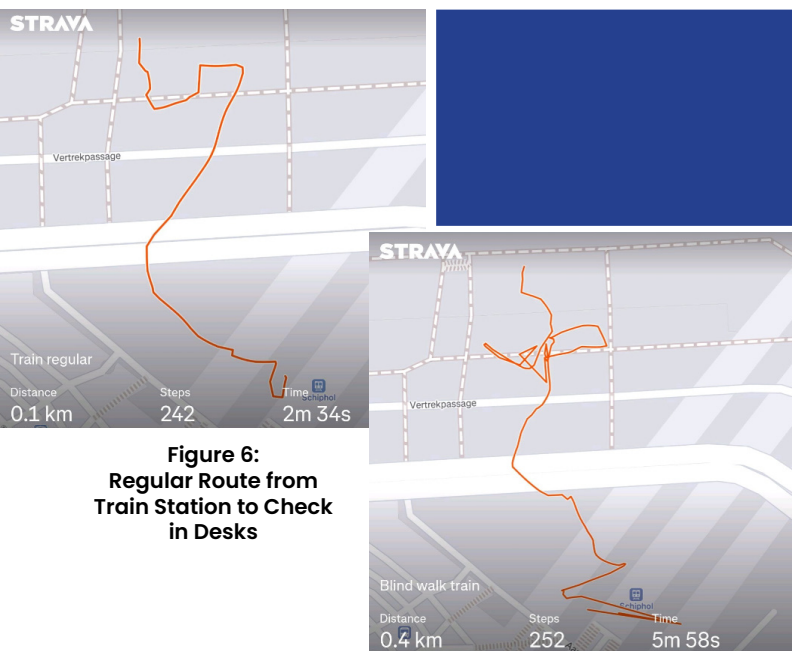 STRAVA
Vertrekpassage
Train regular
Schiphol
Distance Steps Time
0.1 km 242 2m 34s
Figure 6:
Regular Route from
Train Station to Check
in Desks
STRAVA
Vertrekpassage
Blind walk train
Schiphol
Distance Steps Time
0.4 km 252 5m 58s